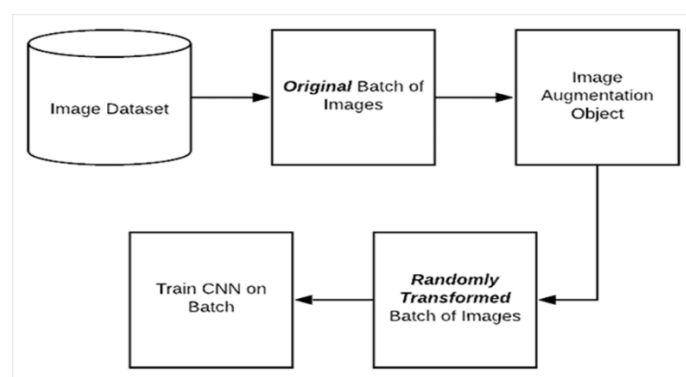 Image Dataset
Original Batch of
Images
Image
Augmentation
Object
Train CNN on
Batch
Randomly
Transformed
Batch of Images